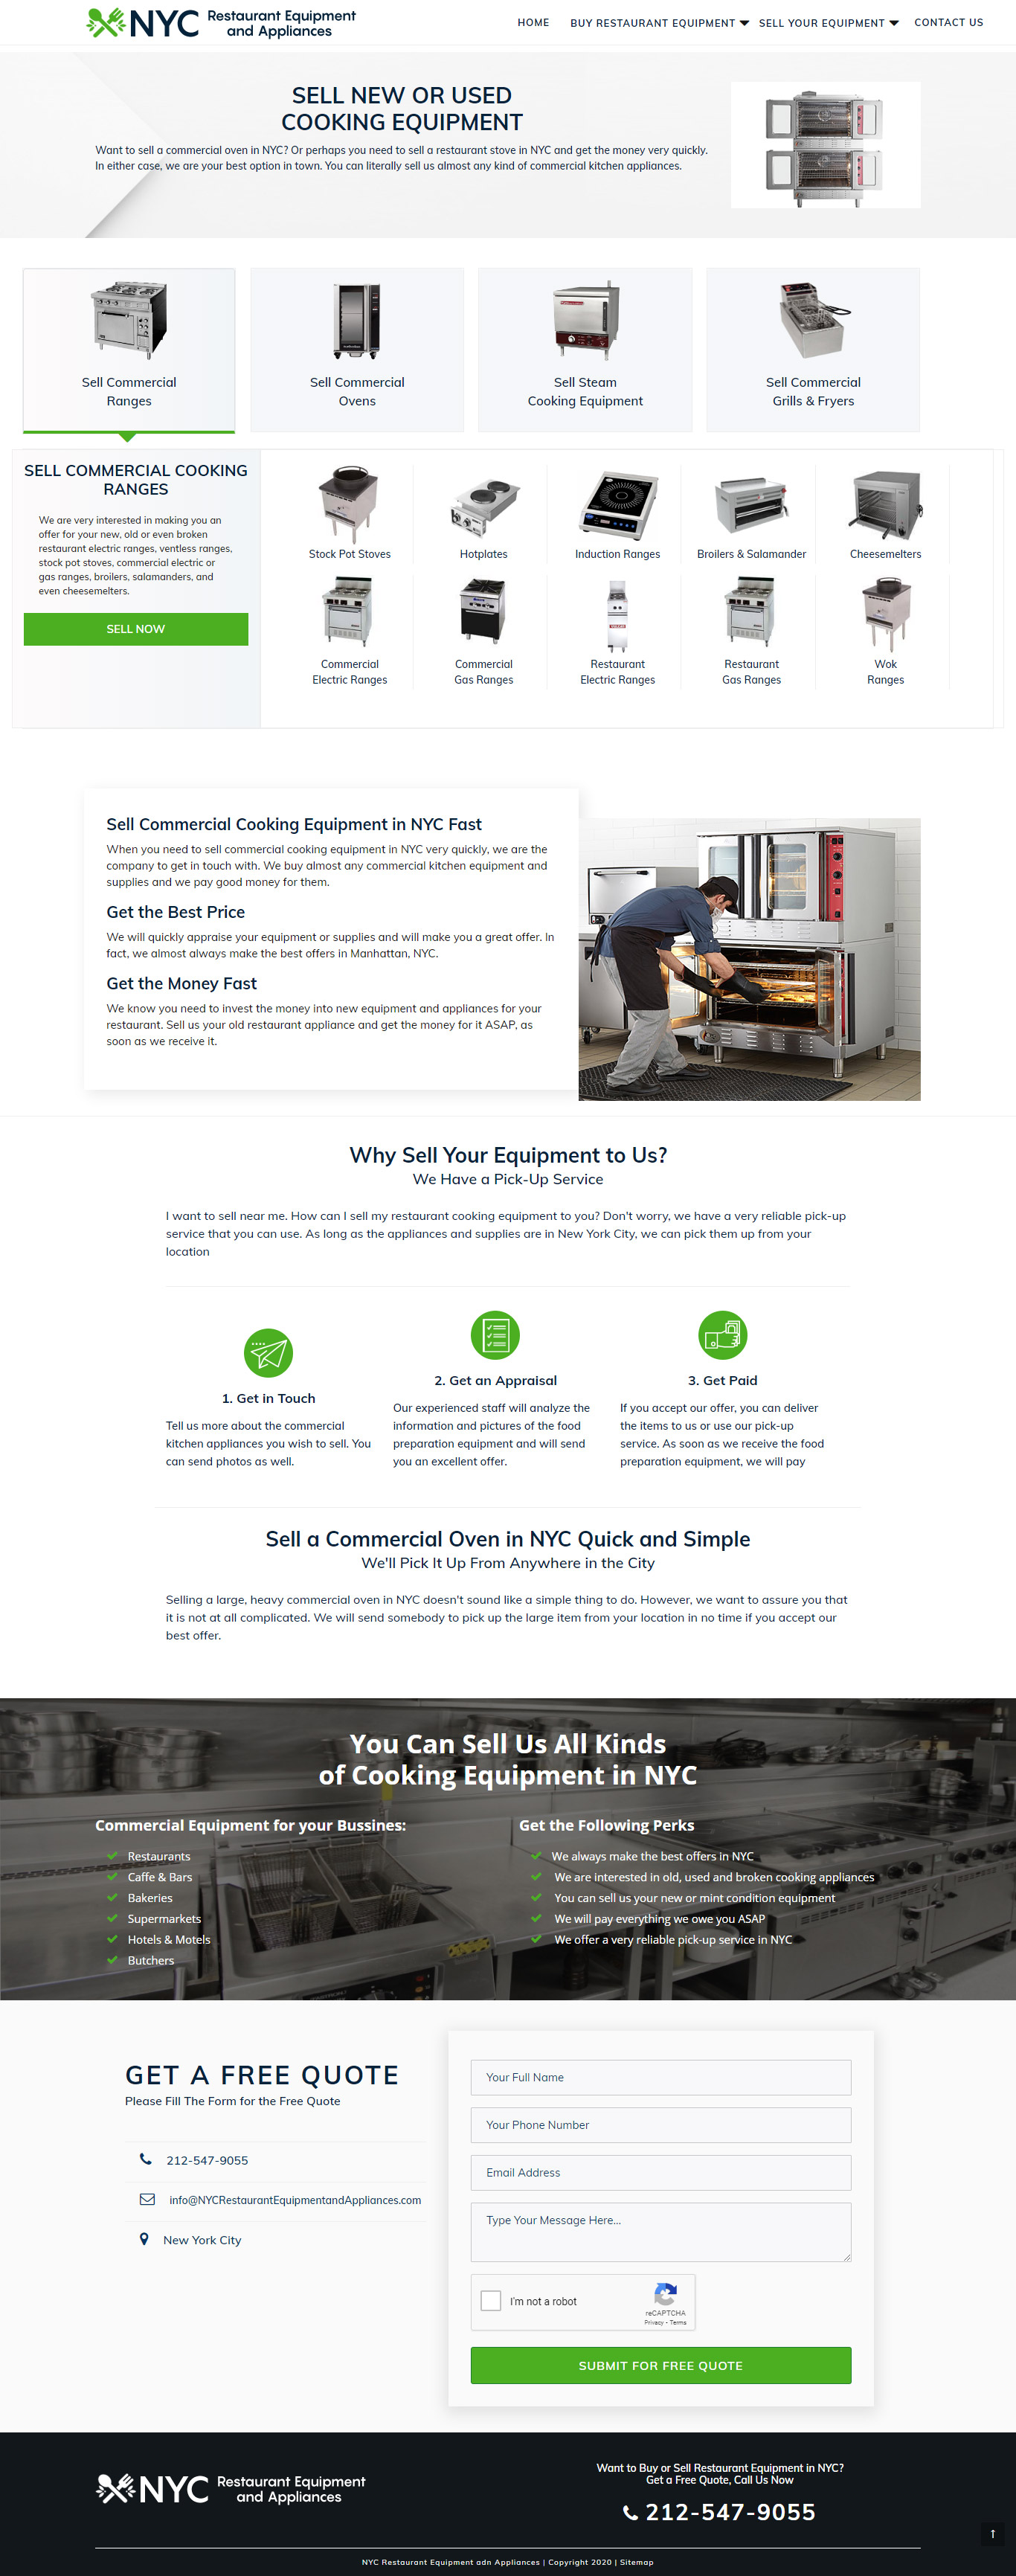 NYC Restaurant Equipment
and Appliances
HOME BUY RESTAURANT EQUIPMENT SELL YOUR EQUIPMENT CONTACT US
SELL NEW OR USED
COOKING EQUIPMENT
Want to sell a commercial oven in NYC? Or perhaps you need to sell a restaurant stove in NYC and get the money very quickly.
In either case, we are your best option in town. You can literally sell us almost any kind of commercial kitchen appliances.
Sell Commercial
Ranges
Sell Commercial
Ovens
Sell Steam
Cooking Equipment
Sell Commercial
Grills & Fryers
SELL COMMERCIAL COOKING
RANGES
We are very interested in making you an
offer for your new, old or even broken
restaurant electric ranges, ventless ranges,
stock pot stoves, commercial electric or
gas ranges, broilers, salamanders, and
even cheesemelters.
SELL NOW
Stock Pot Stoves
Hotplates
Induction Ranges
Broilers & Salamander
Cheesemelters
Commercial
Electric Ranges
Commercial
Gas Ranges
Restaurant
Electric Ranges
Restaurant
Gas Ranges
Wok
Ranges
Sell Commercial Cooking Equipment in NYC Fast
When you need to sell commercial cooking equipment in NYC very quickly, we are the
company to get in touch with. We buy almost any commercial kitchen equipment and
supplies and we pay good money for them.
Get the Best Price
We will quickly appraise your equipment or supplies and will make you a great offer. In
fact, we almost always make the best offers in Manhattan, NYC.
Get the Money Fast
We know you need to invest the money into new equipment and appliances for your
restaurant. Sell us your old restaurant appliance and get the money for it ASAP, as
soon as we receive it.
Why Sell Your Equipment to Us?
We Have a Pick-Up Service
I want to sell near me. How can I sell my restaurant cooking equipment to you? Don't worry, we have a very reliable pick-up
service that you can use. As long as the appliances and supplies are in New York City, we can pick them up from your
location
1. Get in Touch
Tell us more about the commercial
kitchen appliances you wish to sell. You
can send photos as well.
2. Get an Appraisal
Our experienced staff will analyze the
information and pictures of the food
preparation equipment and will send
you an excellent offer.
3. Get Paid
If you accept our offer, you can deliver
the items to us or use our pick-up
service. As soon as we receive the food
preparation equipment, we will pay
Sell a Commercial Oven in NYC Quick and Simple
We'll Pick It Up From Anywhere in the City
Selling a large, heavy commercial oven in NYC doesn't sound like a simple thing to do. However, we want to assure you that
it is not at all complicated. We will send somebody to pick up the large item from your location in no time if you accept our
best offer.
You Can Sell Us All Kinds
of Cooking Equipment in NYC
Commercial Equipment for your Bussines:
Restaurants
Caffe & Bars
Bakeries
Supermarkets
Hotels & Motels
Butchers
Get the Following Perks
We always make the best offers in NYC
We are interested in old, used and broken cooking appliances
You can sell us your new or mint condition equipment
We will pay everything we owe you ASAP
We offer a very reliable pick-up service in NYC
GET A FREE QUOTE
Please Fill The Form for the Free Quote
212-547-9055
info@NYCRestaurantEquipmentandAppliances.com
New York City
Your Full Name
Your Phone Number
Email Address
Type Your Message Here...
I'm not a robot
reCAPTCHA
Privacy - Terms
SUBMIT FOR FREE QUOTE
NYC Restaurant Equipment
and Appliances
Want to Buy or Sell Restaurant Equipment in NYC?
Get a Free Quote, Call Us Now
212-547-9055
NYC Restaurant Equipment adn Appliances | Copyright 2020 | Sitemap